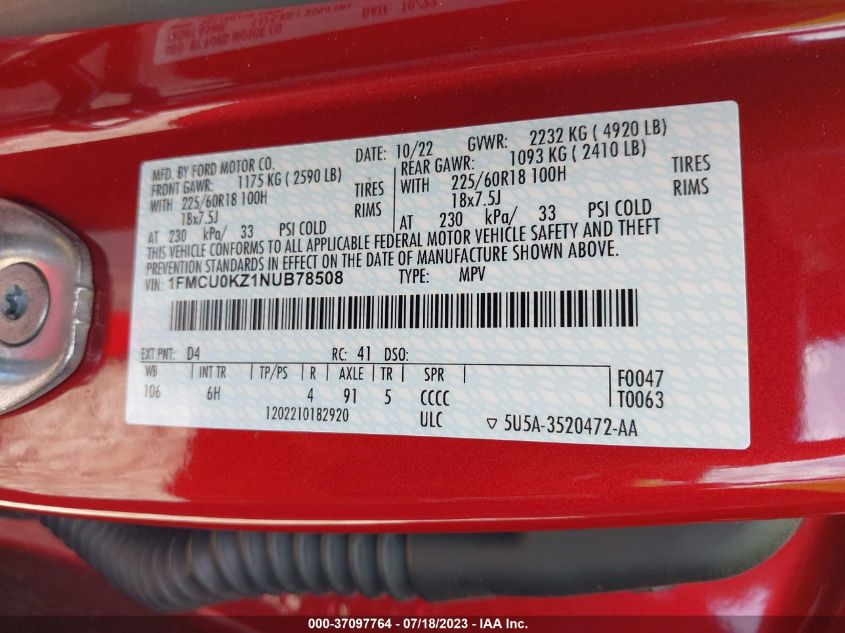 MFD. BY FORD MOTOR CO. DATE: 10/22 GVWR: 2232 KG ( 4920 LB)
FRONT GAWR: 1175 KG ( 2590 LB) REAR GAWR: 1093 KG ( 2410 LB)
WITH 225/60R18 100H TIRES WITH 225/60R18 100H TIRES
18x7.5J RIMS 18x7.5J RIMS
AT 230 kPa/ 33 PSI COLD AT 230 kPa/ 33 PSI COLD
THIS VEHICLE CONFORMS TO ALL APPLICABLE FEDERAL MOTOR VEHICLE SAFETY AND THEFT
PREVENTION STANDARDS IN EFFECT ON THE DATE OF MANUFACTURE SHOWN ABOVE.
VIN: 1FMCU0KZ1NUB78508 TYPE: MPV
EXT PNT: D4 RC: 41 DSO:
WB INT TR TP/PS R AXLE TR SPR F0047
106 6H 4 91 5 CCCC T0063
1202210182920 ULC ▽ 5U5A-3520472-AA
000-37097764 - 07/18/2023 - IAA Inc.